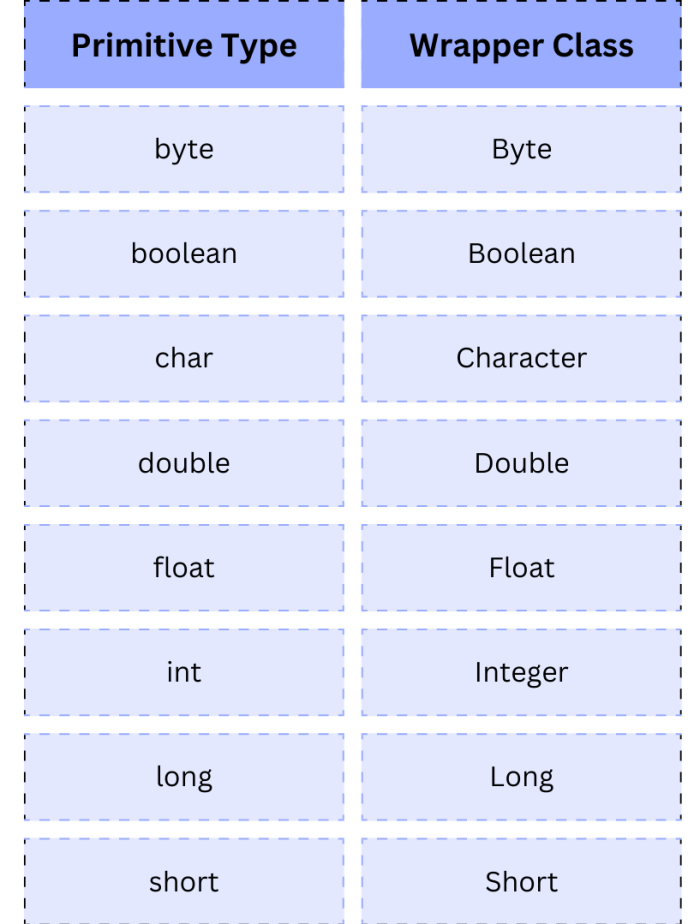 Primitive Type Wrapper Class
byte Byte
boolean Boolean
char Character
double Double
float Float
int Integer
long Long
short Short